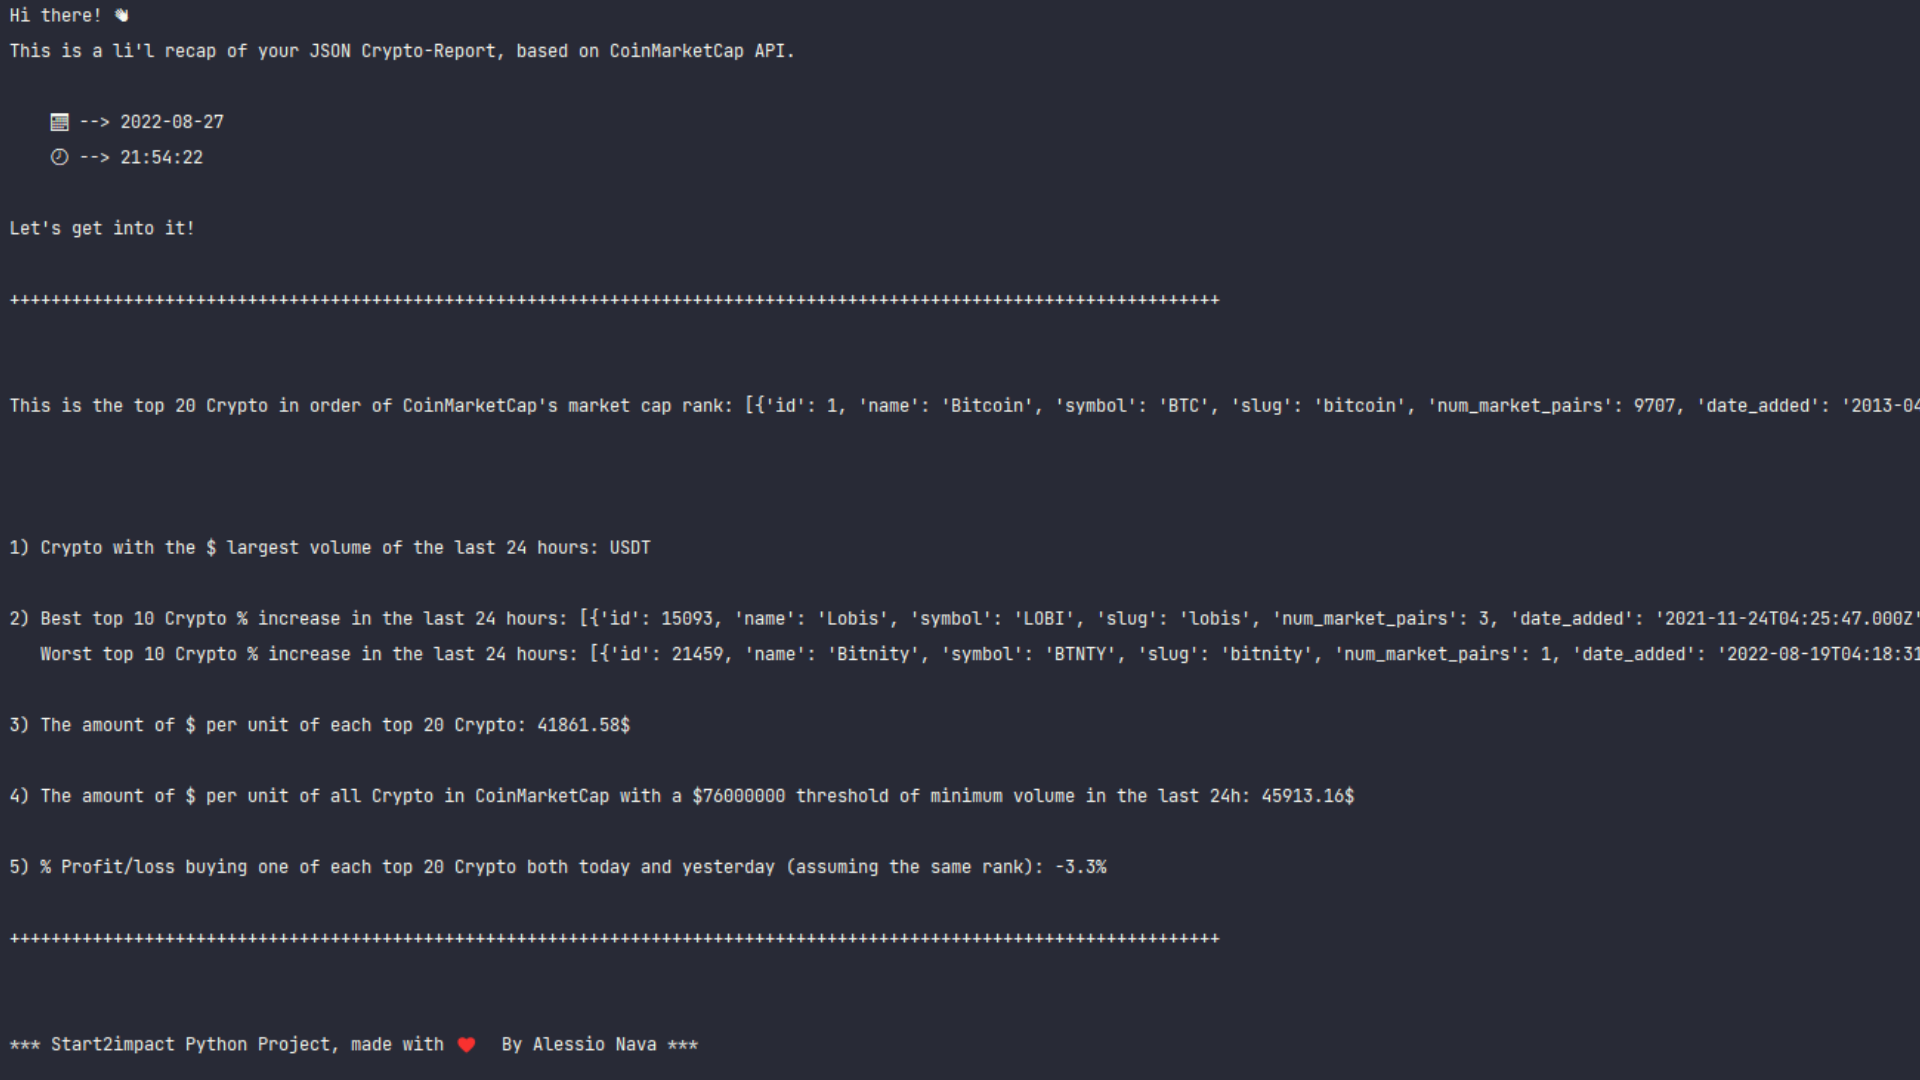 Hi there! 👋
This is a li'l recap of your JSON Crypto-Report, based on CoinMarketCap API.
📅 --> 2022-08-27
🕗 --> 21:54:22
Let's get into it!
+++++++++++++++++++++++++++++++++++++++++++++++++++++++++++++++++++++++++++++++++++++++++++++++++++++++++++++++++++++
This is the top 20 Crypto in order of CoinMarketCap's market cap rank: [{'id': 1, 'name': 'Bitcoin', 'symbol': 'BTC', 'slug': 'bitcoin', 'num_market_pairs': 9707, 'date_added': '2013-04
1) Crypto with the $ largest volume of the last 24 hours: USDT
2) Best top 10 Crypto % increase in the last 24 hours: [{'id': 15093, 'name': 'Lobis', 'symbol': 'LOBI', 'slug': 'lobis', 'num_market_pairs': 3, 'date_added': '2021-11-24T04:25:47.000Z'
Worst top 10 Crypto % increase in the last 24 hours: [{'id': 21459, 'name': 'Bitnity', 'symbol': 'BTNTY', 'slug': 'bitnity', 'num_market_pairs': 1, 'date_added': '2022-08-19T04:18:31
3) The amount of $ per unit of each top 20 Crypto: 41861.58$
4) The amount of $ per unit of all Crypto in CoinMarketCap with a $76000000 threshold of minimum volume in the last 24h: 45913.16$
5) % Profit/loss buying one of each top 20 Crypto both today and yesterday (assuming the same rank): -3.3%
+++++++++++++++++++++++++++++++++++++++++++++++++++++++++++++++++++++++++++++++++++++++++++++++++++++++++++++++++++++
*** Start2impact Python Project, made with ❤ By Alessio Nava ***